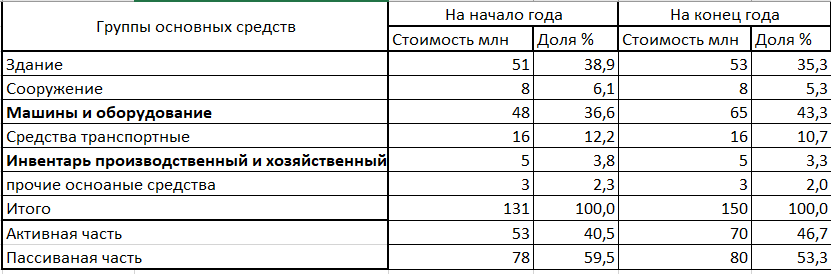 Группы основных средств На начало года На конец года
Стоимость млн Доля % Стоимость млн Доля %
Здание 51 38,9 53 35,3
Сооружение 8 6,1 8 5,3
Машины и оборудование 48 36,6 65 43,3
Средства транспортные 16 12,2 16 10,7
Инвентарь производственный и хозяйственный 5 3,8 5 3,3
прочие осноаные средства 3 2,3 3 2,0
Итого 131 100,0 150 100,0
Активная часть 53 40,5 70 46,7
Пассиваная часть 78 59,5 80 53,3